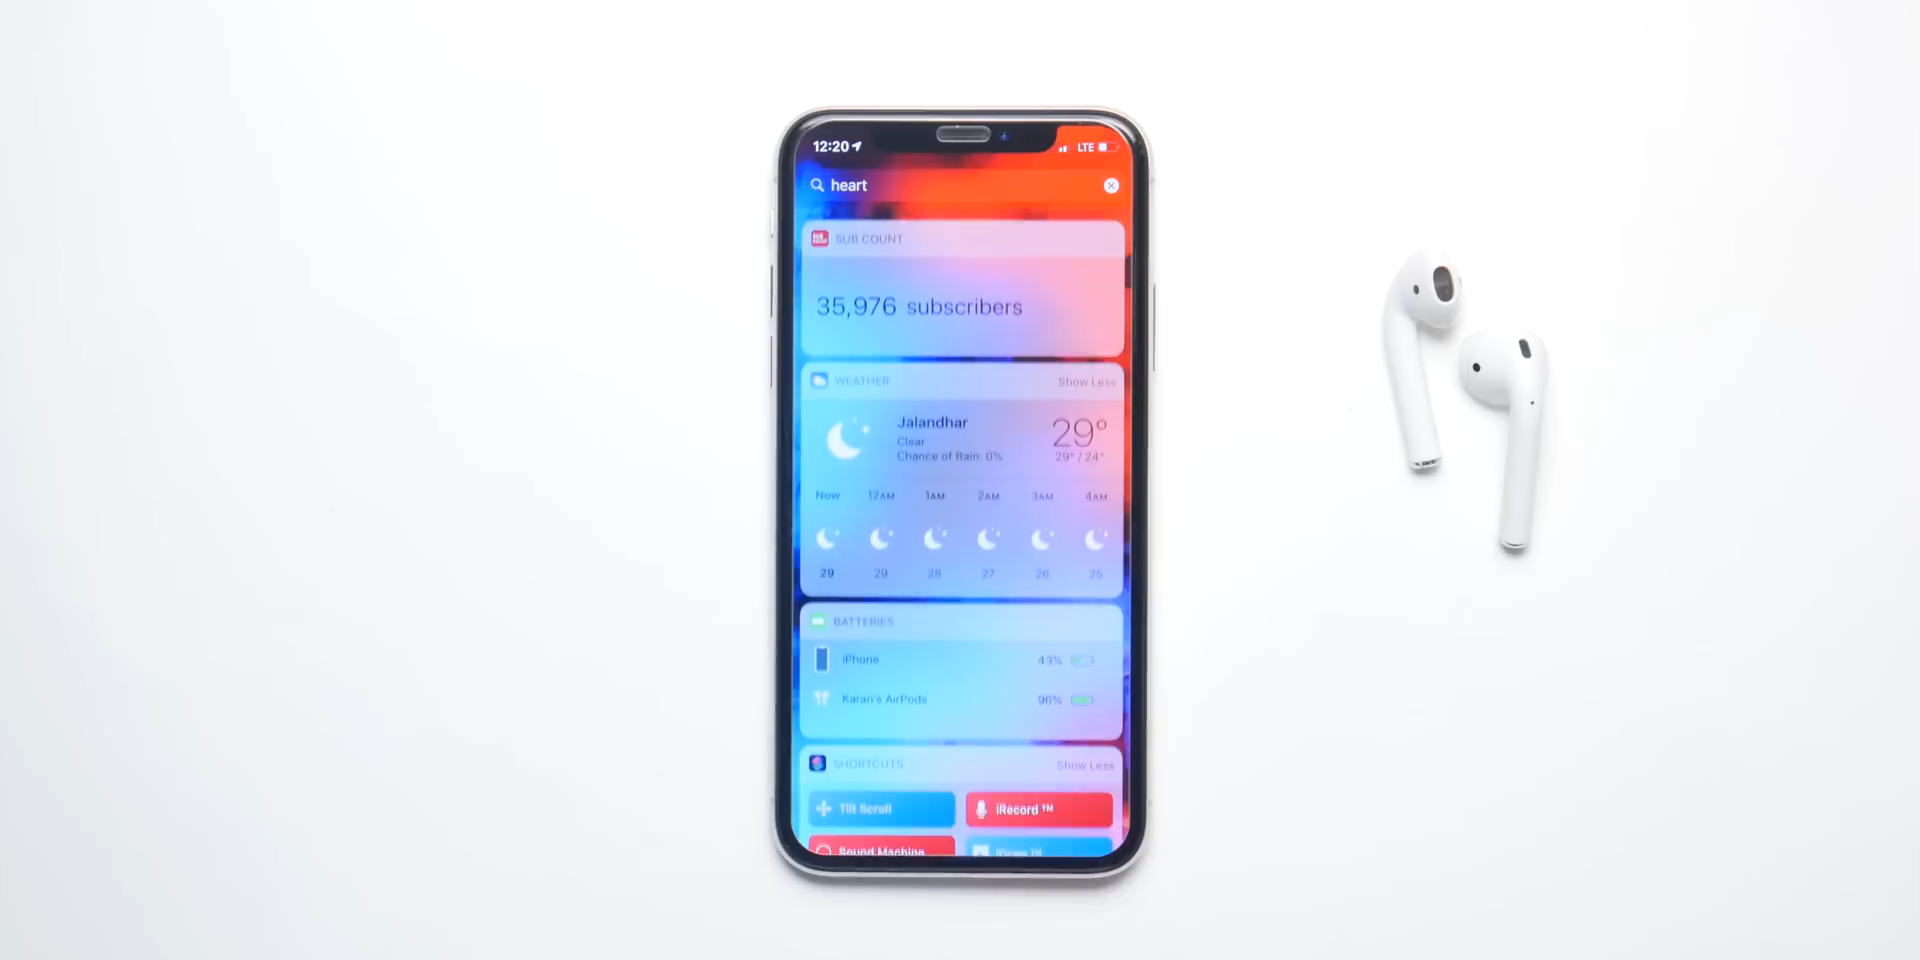 12:20 LTE
heart
SUB COUNT
35,976 subscribers
WEATHER Show Less
Jalandhar 29°
Clear
Chance of Rain: 0% 29° / 24°
Now 12AM 1AM 2AM 3AM 4AM
29 29 28 27 26 25
BATTERIES
iPhone 43%
Karan's AirPods 96%
SHORTCUTS Show Less
Tilt Scroll iRecord ™
Sound Machine